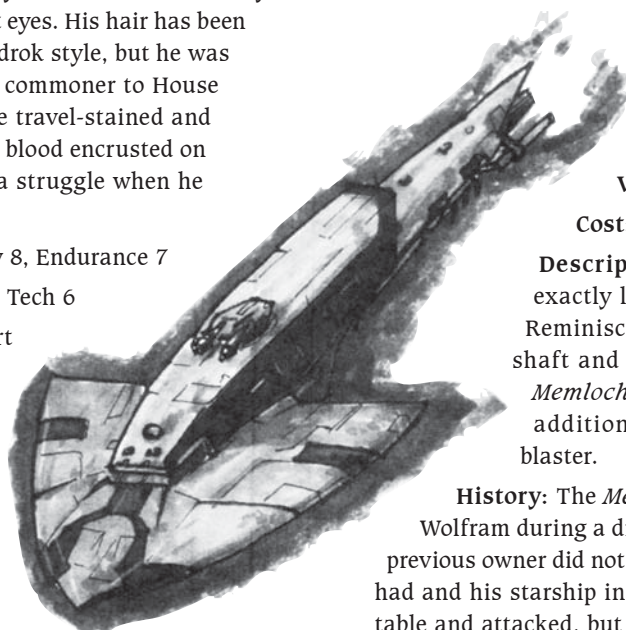 eyes. His hair has been
drok style, but he was
commoner to House
travel-stained and
blood encrusted on
a struggle when he
8, Endurance 7
Tech 6
Cost
Descrip
exactly l
Reminisc
shaft and
Memloch
addition
blaster.
History: The Me
Wolfram during a d
previous owner did not
had and his starship in
table and attacked, but